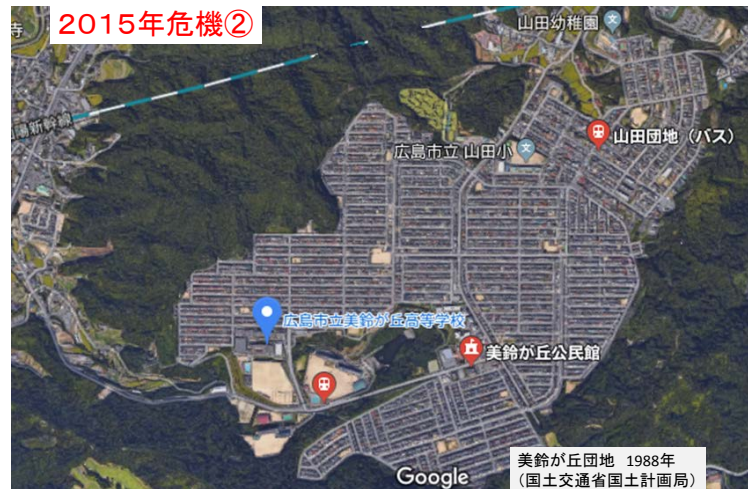 2015年危機②
寺
山田幼稚園
山陽新幹線
広島市立 山田小
山田団地（バス）
広島市立美鈴が丘高等学校
美鈴が丘公民館
Google
美鈴が丘団地 1988年
（国土交通省国土計画局）